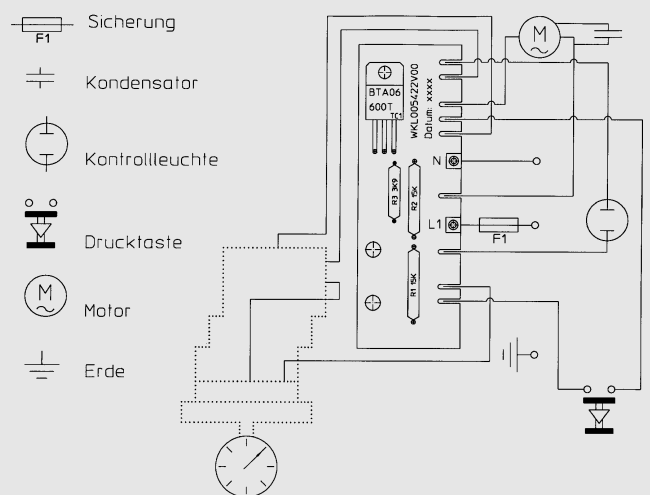 F1
Sicherung
Kondensator
Kontrolleuchte
Drucktaste
M
~
Motor
Erde
BTA06
600T
TC1
WKL005422V00
Datum: xxxx
R3 3K9
R2 15K
R1 15K
N
L1
F1
M
~